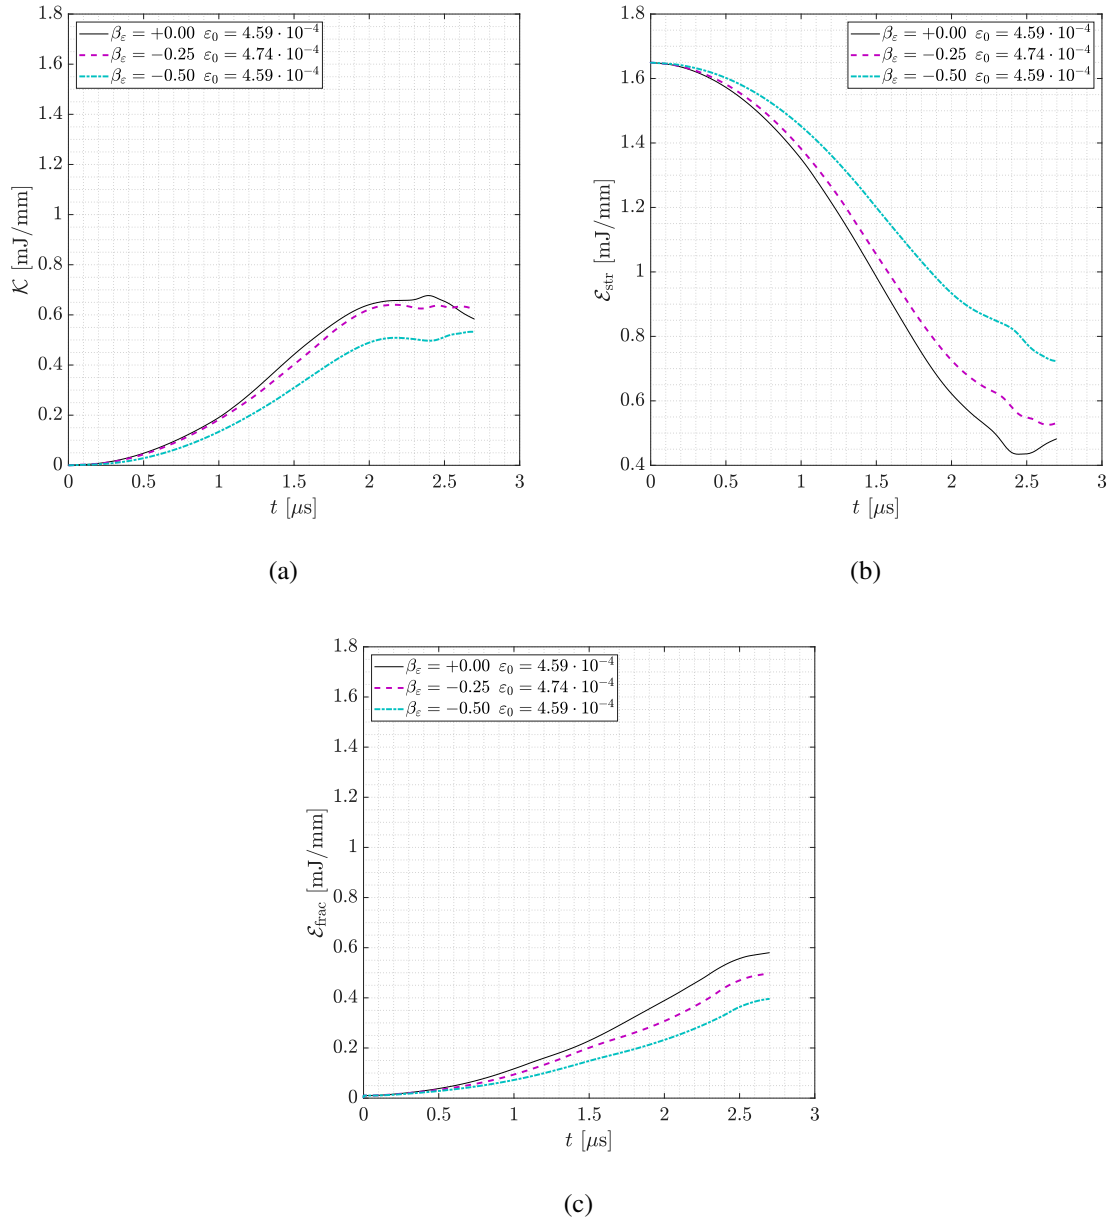 1.8
1.6
1.4
1.2
1
0.8
0.6
0.4
0.2
0
𝒦 [mJ/mm]
β_ε = +0.00 ε_0 = 4.59 · 10^−4
β_ε = −0.25 ε_0 = 4.74 · 10^−4
β_ε = −0.50 ε_0 = 4.59 · 10^−4
0 0.5 1 1.5 2 2.5 3
t [μs]
(a)
1.8
1.6
1.4
1.2
1
0.8
0.6
0.4
ℰ_str [mJ/mm]
β_ε = +0.00 ε_0 = 4.59 · 10^−4
β_ε = −0.25 ε_0 = 4.74 · 10^−4
β_ε = −0.50 ε_0 = 4.59 · 10^−4
0 0.5 1 1.5 2 2.5 3
t [μs]
(b)
1.8
1.6
1.4
1.2
1
0.8
0.6
0.4
0.2
0
ℰ_frac [mJ/mm]
β_ε = +0.00 ε_0 = 4.59 · 10^−4
β_ε = −0.25 ε_0 = 4.74 · 10^−4
β_ε = −0.50 ε_0 = 4.59 · 10^−4
0 0.5 1 1.5 2 2.5 3
t [μs]
(c)